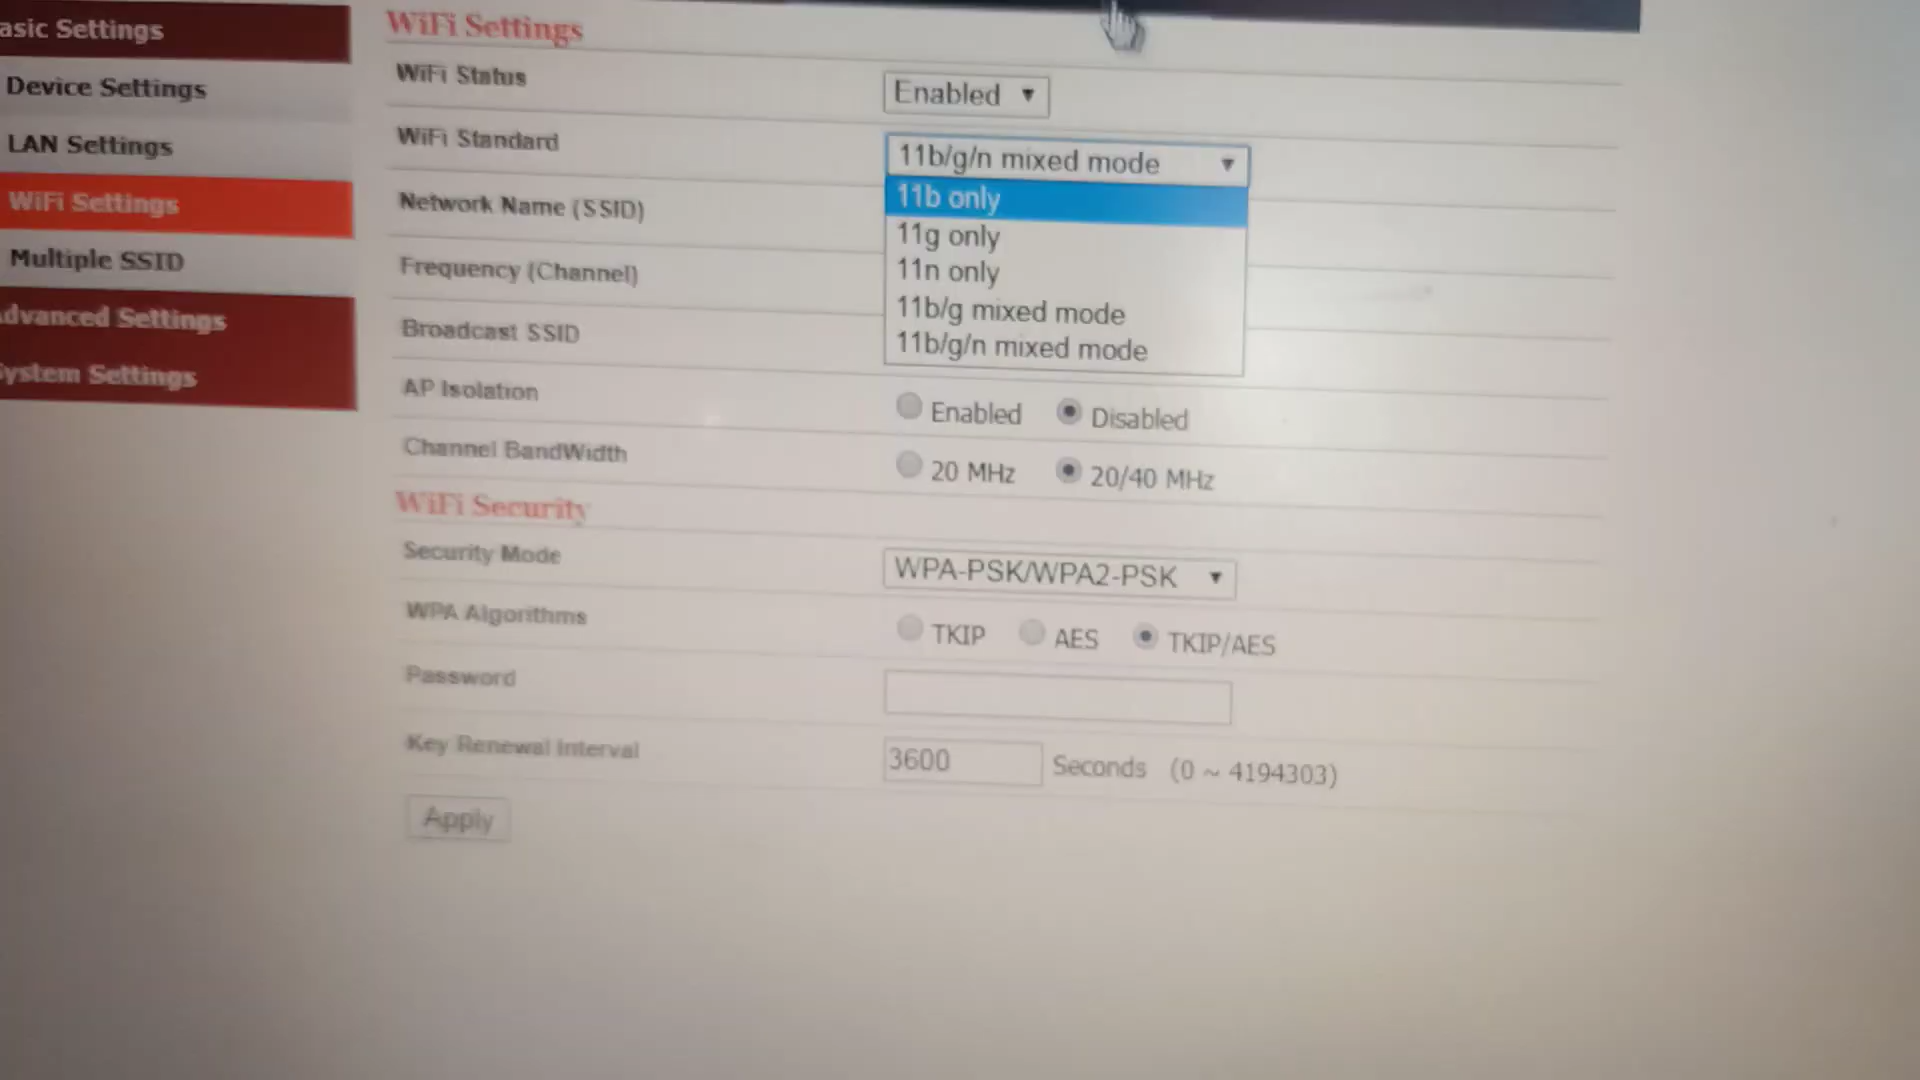 asic Settings
Device Settings
LAN Settings
WiFi Settings
Multiple SSID
dvanced Settings
ystem Settings
WiFi Settings
WiFi Status Enabled
WiFi Standard 11b/g/n mixed mode
11b only
11g only
11n only
11b/g mixed mode
11b/g/n mixed mode
Network Name (SSID)
Frequency (Channel)
Broadcast SSID
AP Isolation Enabled Disabled
Channel BandWidth 20 MHz 20/40 MHz
WiFi Security
Security Mode WPA-PSK/WPA2-PSK
WPA Algorithms TKIP AES TKIP/AES
Password
Key Renewal Interval 3600 Seconds (0 ~ 4194303)
Apply